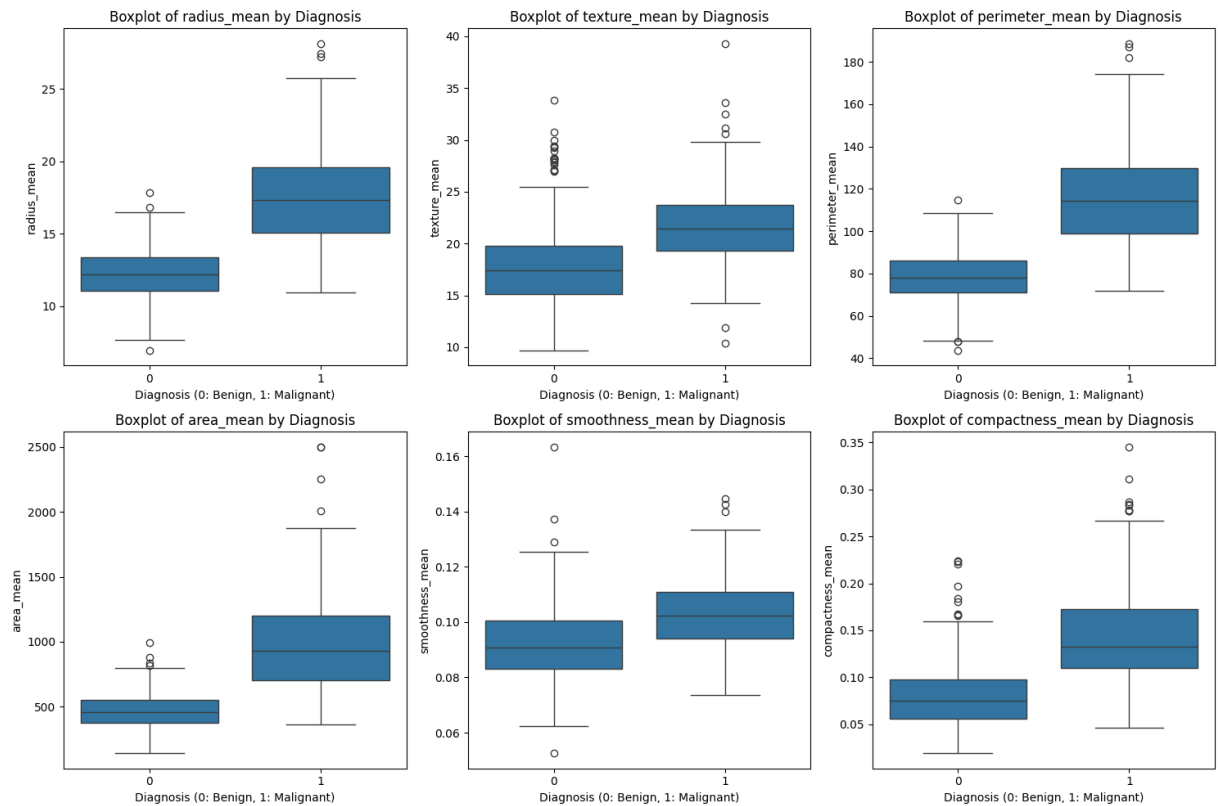 Boxplot of radius_mean by Diagnosis
25
20
15
10
radius_mean
0
1
Diagnosis (0: Benign, 1: Malignant)
Boxplot of texture_mean by Diagnosis
40
35
30
25
20
15
10
texture_mean
0
1
Diagnosis (0: Benign, 1: Malignant)
Boxplot of perimeter_mean by Diagnosis
180
160
140
120
100
80
60
40
perimeter_mean
0
1
Diagnosis (0: Benign, 1: Malignant)
Boxplot of area_mean by Diagnosis
2500
2000
1500
1000
500
area_mean
0
1
Diagnosis (0: Benign, 1: Malignant)
Boxplot of smoothness_mean by Diagnosis
0.16
0.14
0.12
0.10
0.08
0.06
smoothness_mean
0
1
Diagnosis (0: Benign, 1: Malignant)
Boxplot of compactness_mean by Diagnosis
0.35
0.30
0.25
0.20
0.15
0.10
0.05
compactness_mean
0
1
Diagnosis (0: Benign, 1: Malignant)